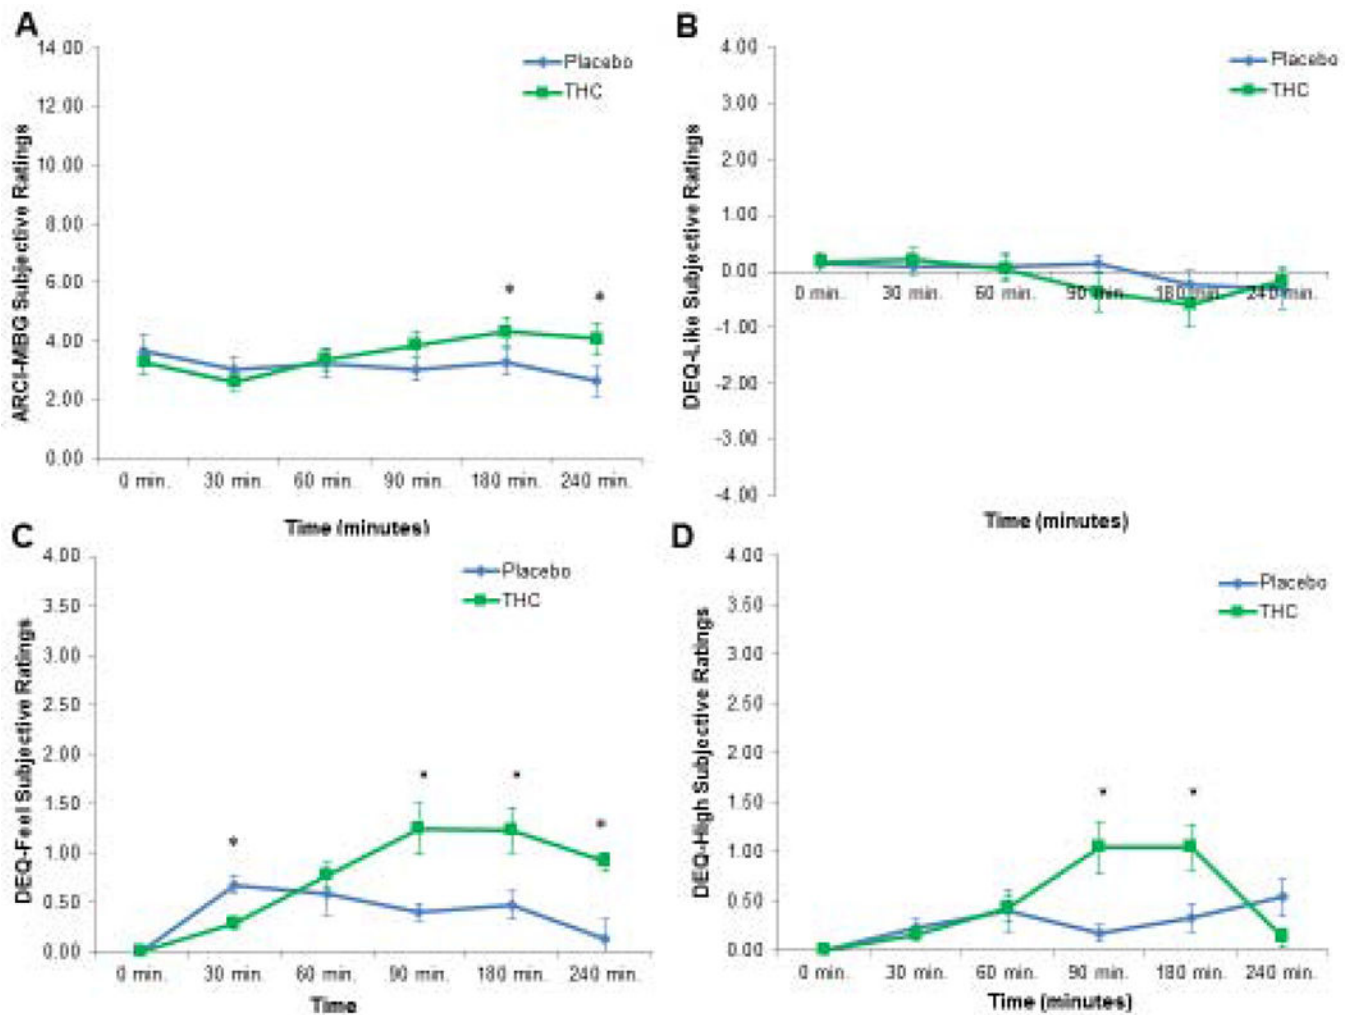 A
ARCI-MBG Subjective Ratings
14.00
12.00
10.00
8.00
6.00
4.00
2.00
0.00
Placebo
THC
*
*
0 min.
30 min.
60 min.
90 min.
180 min.
240 min.
Time (minutes)
B
DEQ-Like Subjective Ratings
4.00
3.00
2.00
1.00
0.00
-1.00
-2.00
-3.00
-4.00
Placebo
THC
0 min.
30 min.
60 min.
90 min.
180 min.
240 min.
Time (minutes)
C
DEQ-Feel Subjective Ratings
4.00
3.50
3.00
2.50
2.00
1.50
1.00
0.50
0.00
Placebo
THC
*
*
*
*
0 min.
30 min.
60 min.
90 min.
180 min.
240 min.
Time
D
DEQ-High Subjective Ratings
4.00
3.50
3.00
2.50
2.00
1.50
1.00
0.50
0.00
Placebo
THC
*
*
0 min.
30 min.
60 min.
90 min.
180 min.
240 min.
Time (minutes)